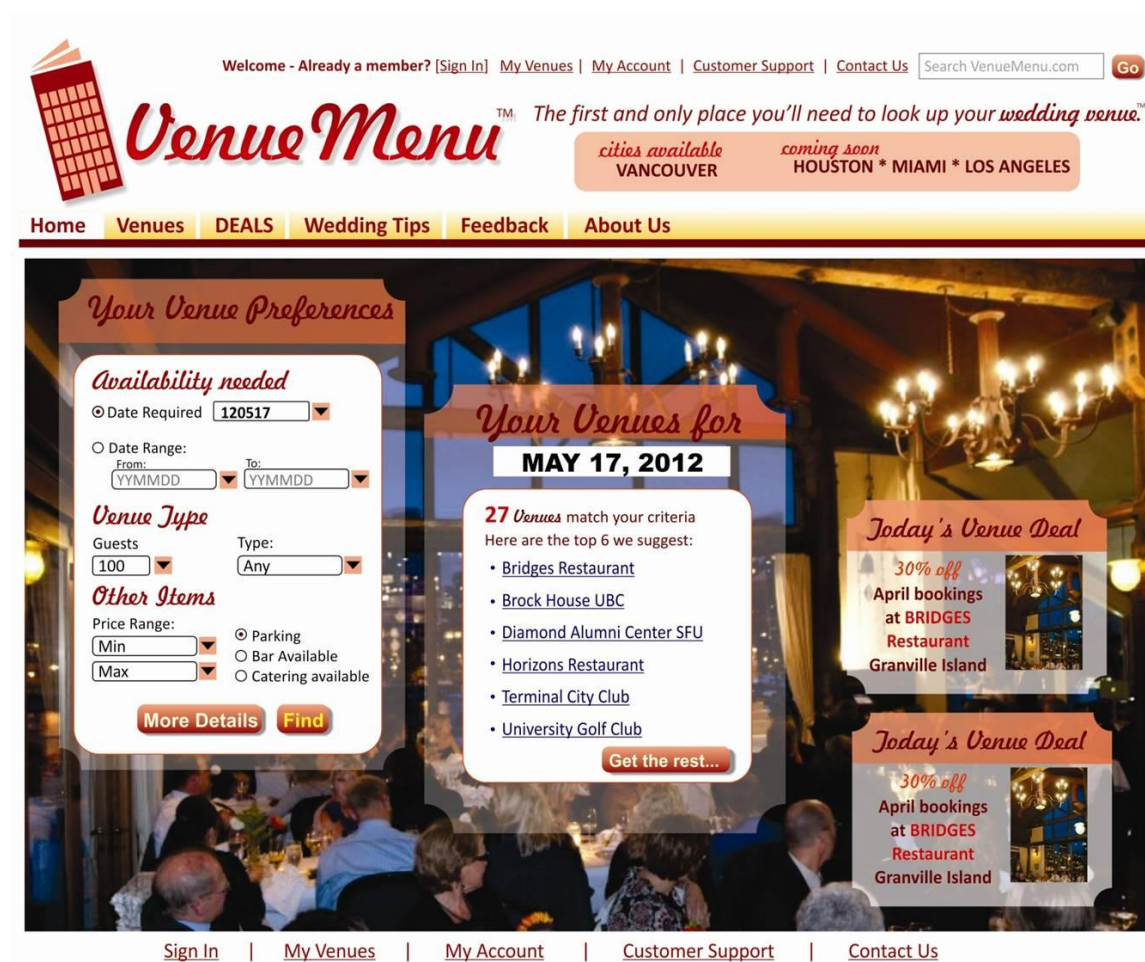 Welcome - Already a member? [Sign In] My Venues | My Account | Customer Support | Contact Us Search VenueMenu.com Go
VenueMenu™
The first and only place you'll need to look up your wedding venue.™
cities available coming soon
VANCOUVER HOUSTON * MIAMI * LOS ANGELES
Home Venues DEALS Wedding Tips Feedback About Us
Your Venue Preferences
Availability needed
Date Required 120517
Date Range:
From: To:
YYMMDD YYMMDD
Venue Type
Guests Type:
100 Any
Other Items
Price Range:
Min
Max
Parking
Bar Available
Catering available
More Details Find
Your Venues for
MAY 17, 2012
27 Venues match your criteria
Here are the top 6 we suggest:
• Bridges Restaurant
• Brock House UBC
• Diamond Alumni Center SFU
• Horizons Restaurant
• Terminal City Club
• University Golf Club
Get the rest...
Today's Venue Deal
30% off
April bookings
at BRIDGES
Restaurant
Granville Island
Today's Venue Deal
30% off
April bookings
at BRIDGES
Restaurant
Granville Island
Sign In | My Venues | My Account | Customer Support | Contact Us